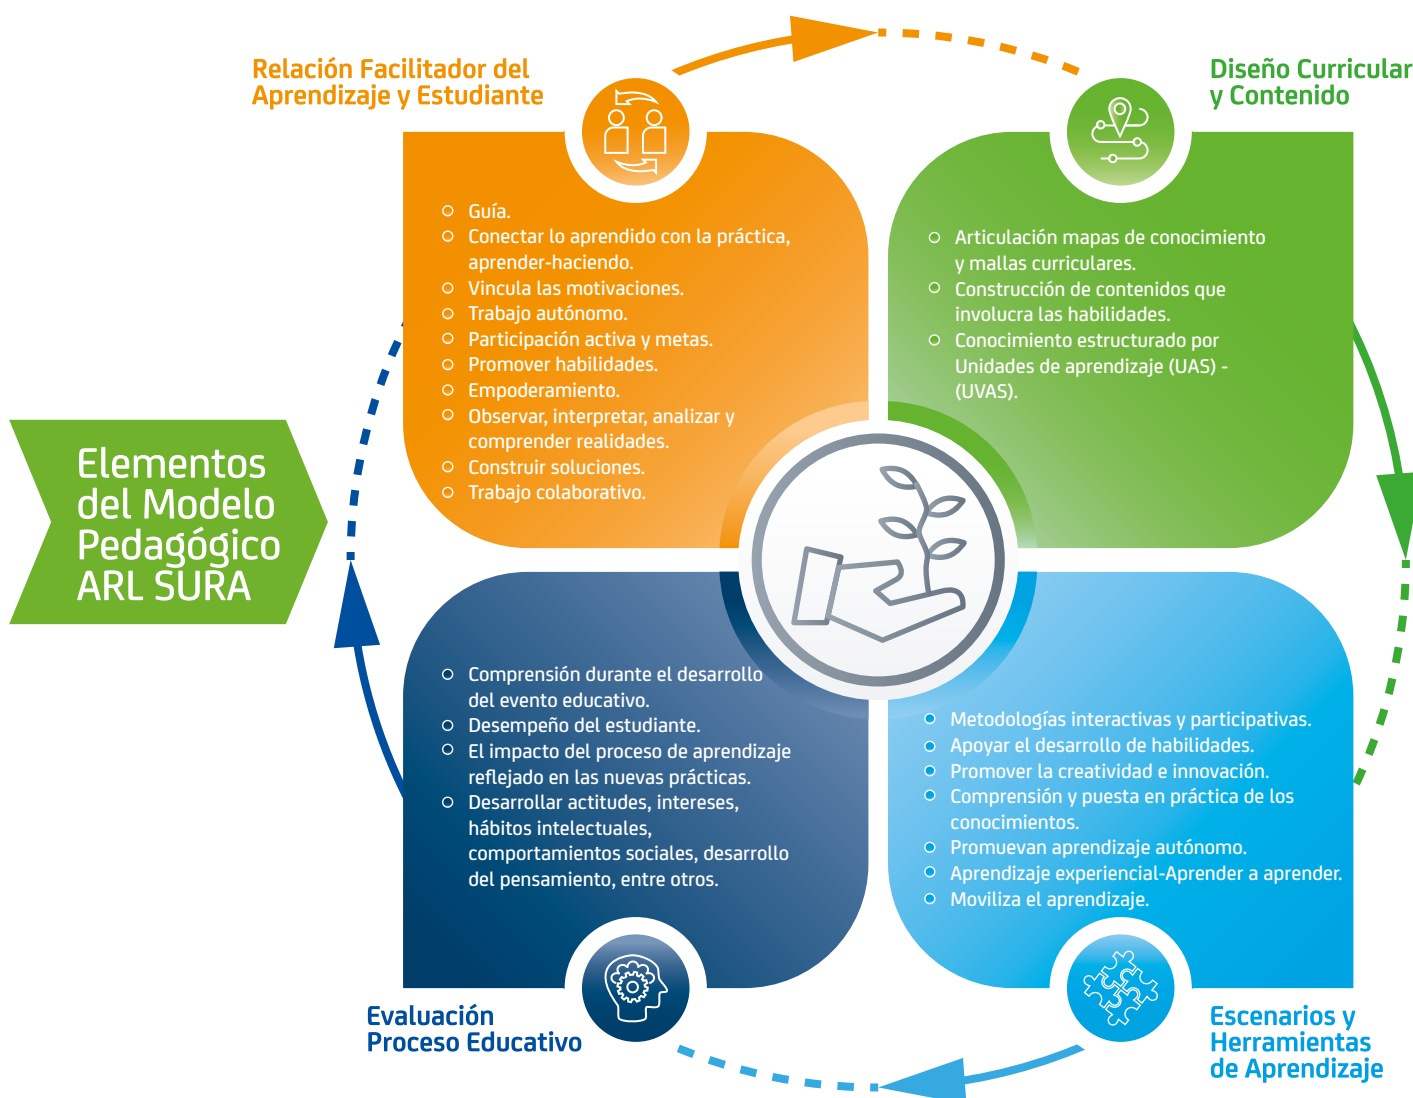 Elementos
del Modelo
Pedagógico
ARL SURA
Relación Facilitador del
Aprendizaje y Estudiante
Guía.
Conectar lo aprendido con la práctica,
aprender-haciendo.
Vincula las motivaciones.
Trabajo autónomo.
Participación activa y metas.
Promover habilidades.
Empoderamiento.
Observar, interpretar, analizar y
comprender realidades.
Construir soluciones.
Trabajo colaborativo.
Diseño Curricular
y Contenido
Articulación mapas de conocimiento
y mallas curriculares.
Construcción de contenidos que
involucra las habilidades.
Conocimiento estructurado por
Unidades de aprendizaje (UAS) -
(UVAS).
Comprensión durante el desarrollo
del evento educativo.
Desempeño del estudiante.
El impacto del proceso de aprendizaje
reflejado en las nuevas prácticas.
Desarrollar actitudes, intereses,
hábitos intelectuales,
comportamientos sociales, desarrollo
del pensamiento, entre otros.
Evaluación
Proceso Educativo
Metodologías interactivas y participativas.
Apoyar el desarrollo de habilidades.
Promover la creatividad e innovación.
Comprensión y puesta en práctica de los
conocimientos.
Promuevan aprendizaje autónomo.
Aprendizaje experiencial-Aprender a aprender.
Moviliza el aprendizaje.
Escenarios y
Herramientas
de Aprendizaje